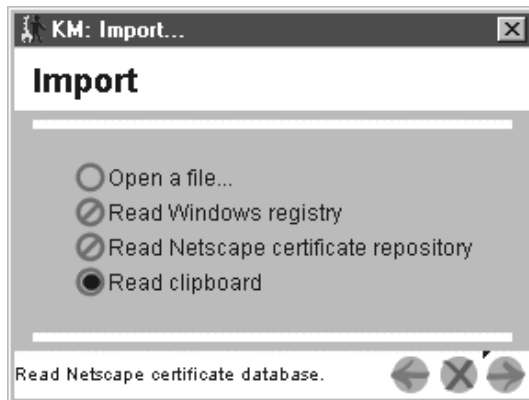 KM: Import...
Import
Open a file...
Read Windows registry
Read Netscape certificate repository
Read clipboard
Read Netscape certificate database.